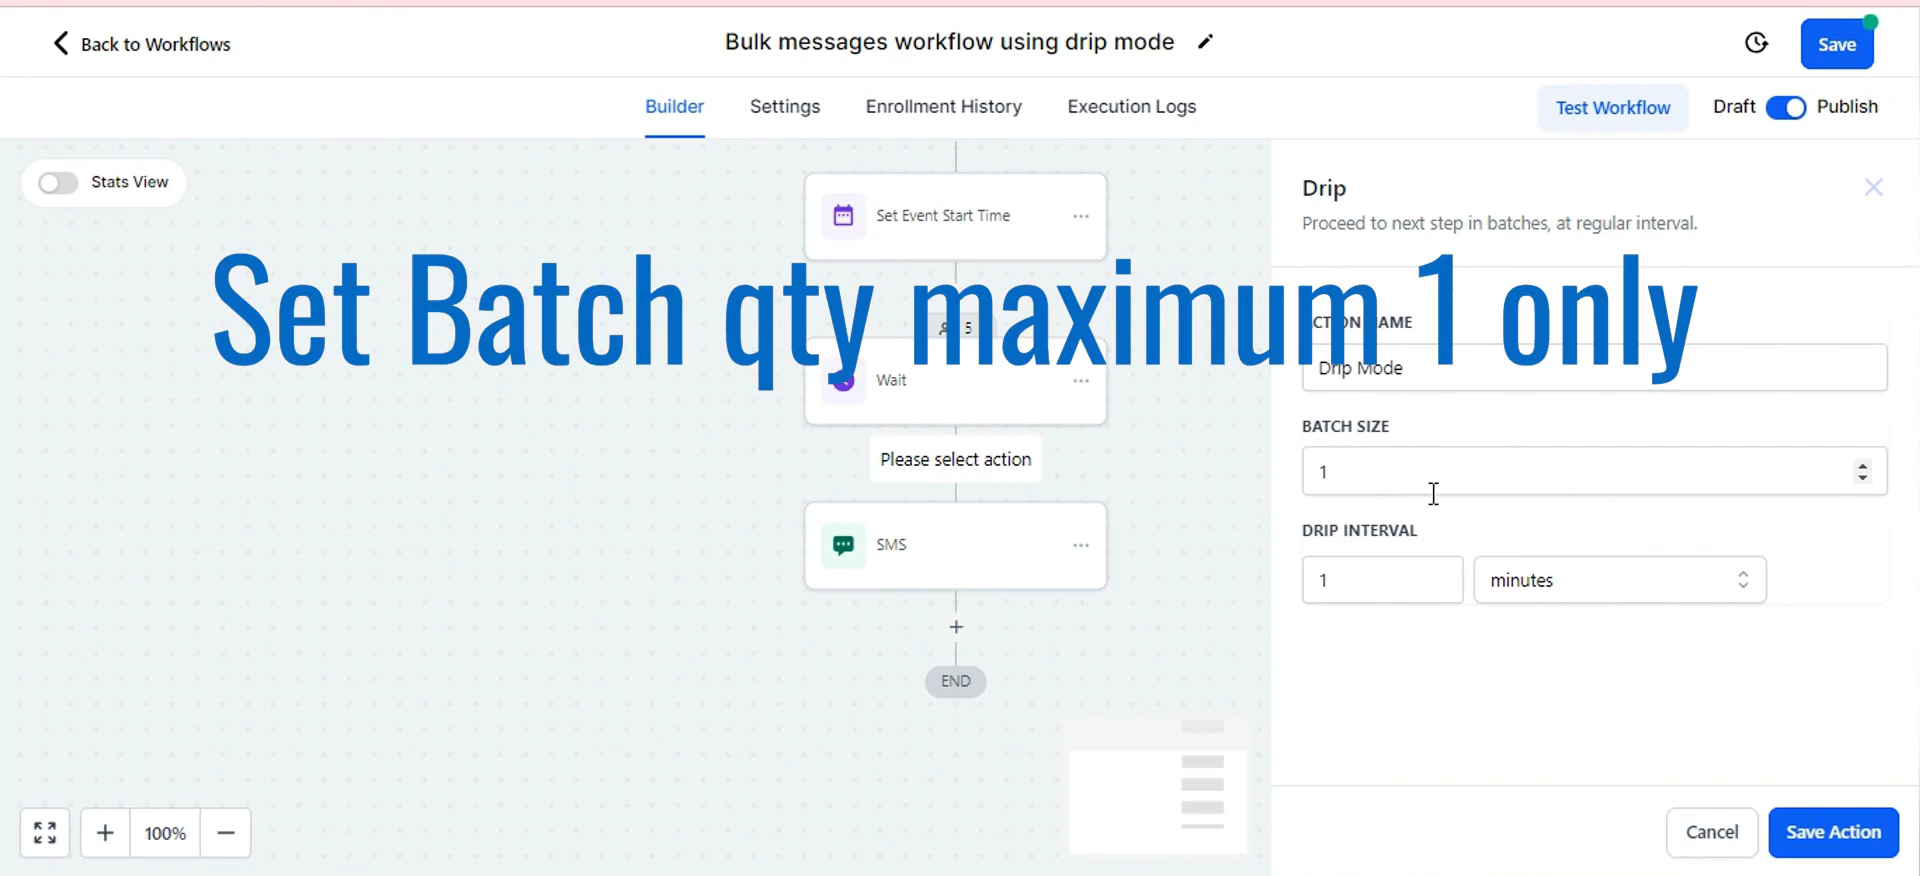 Back to Workflows
Bulk messages workflow using drip mode
Save
Builder
Settings
Enrollment History
Execution Logs
Test Workflow
Draft
Publish
Stats View
Set Event Start Time
Drip
Proceed to next step in batches, at regular interval.
Set Batch qty maximum 1 only
5
CTION NAME
Drip Mode
Wait
BATCH SIZE
1
Please select action
DRIP INTERVAL
SMS
1
minutes
END
100%
Cancel
Save Action